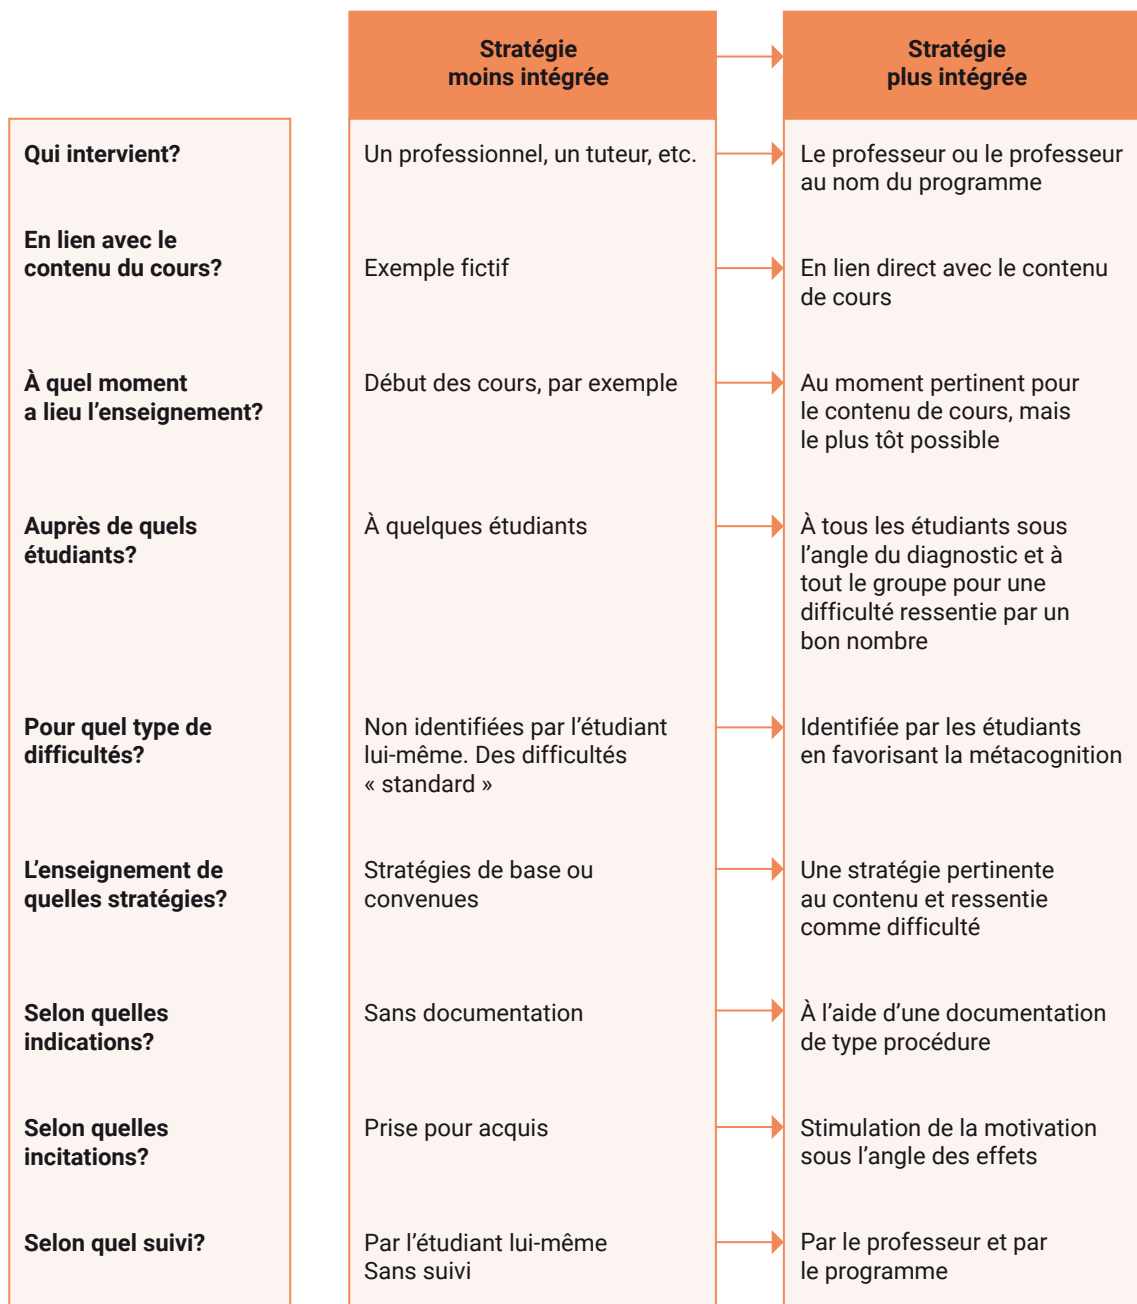 Stratégie
moins intégrée
Stratégie
plus intégrée
Qui intervient?
Un professionnel, un tuteur, etc.
Le professeur ou le professeur
au nom du programme
En lien avec le
contenu du cours?
Exemple fictif
En lien direct avec le contenu
de cours
À quel moment
a lieu l’enseignement?
Début des cours, par exemple
Au moment pertinent pour
le contenu de cours, mais
le plus tôt possible
Auprès de quels
étudiants?
À quelques étudiants
À tous les étudiants sous
l’angle du diagnostic et à
tout le groupe pour une
difficulté ressentie par un
bon nombre
Pour quel type de
difficultés?
Non identifiées par l’étudiant
lui-même. Des difficultés
« standard »
Identifiée par les étudiants
en favorisant la métacognition
L’enseignement de
quelles stratégies?
Stratégies de base ou
convenues
Une stratégie pertinente
au contenu et ressentie
comme difficulté
Selon quelles
indications?
Sans documentation
À l’aide d’une documentation
de type procédure
Selon quelles
incitations?
Prise pour acquis
Stimulation de la motivation
sous l’angle des effets
Selon quel suivi?
Par l’étudiant lui-même
Sans suivi
Par le professeur et par
le programme